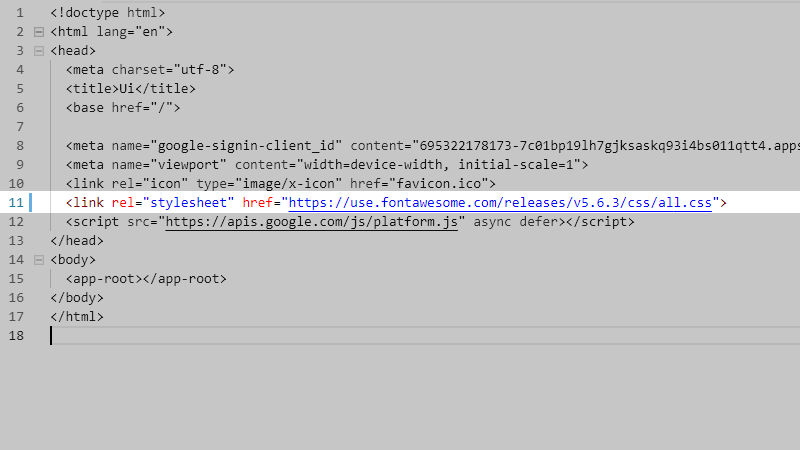 1 <!doctype html>
2 <html lang="en">
3 <head>
4 <meta charset="utf-8">
5 <title>Ui</title>
6 <base href="/">
7
8 <meta name="google-signin-client_id" content="695322178173-7c01bp19lh7gjksaskq93i4bs011qtt4.apps
9 <meta name="viewport" content="width=device-width, initial-scale=1">
10 <link rel="icon" type="image/x-icon" href="favicon.ico">
11 <link rel="stylesheet" href="https://use.fontawesome.com/releases/v5.6.3/css/all.css">
12 <script src="https://apis.google.com/js/platform.js" async defer></script>
13 </head>
14 <body>
15 <app-root></app-root>
16 </body>
17 </html>
18